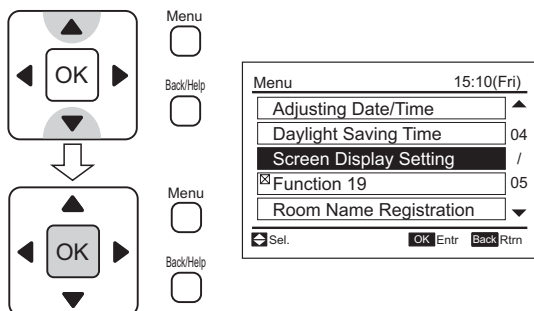 Menu
OK
Back/Help
Menu
OK
Back/Help
Menu 15:10(Fri)
Adjusting Date/Time
Daylight Saving Time 04
Screen Display Setting /
Function 19 05
Room Name Registration
Sel. OK Entr Back Rtrn